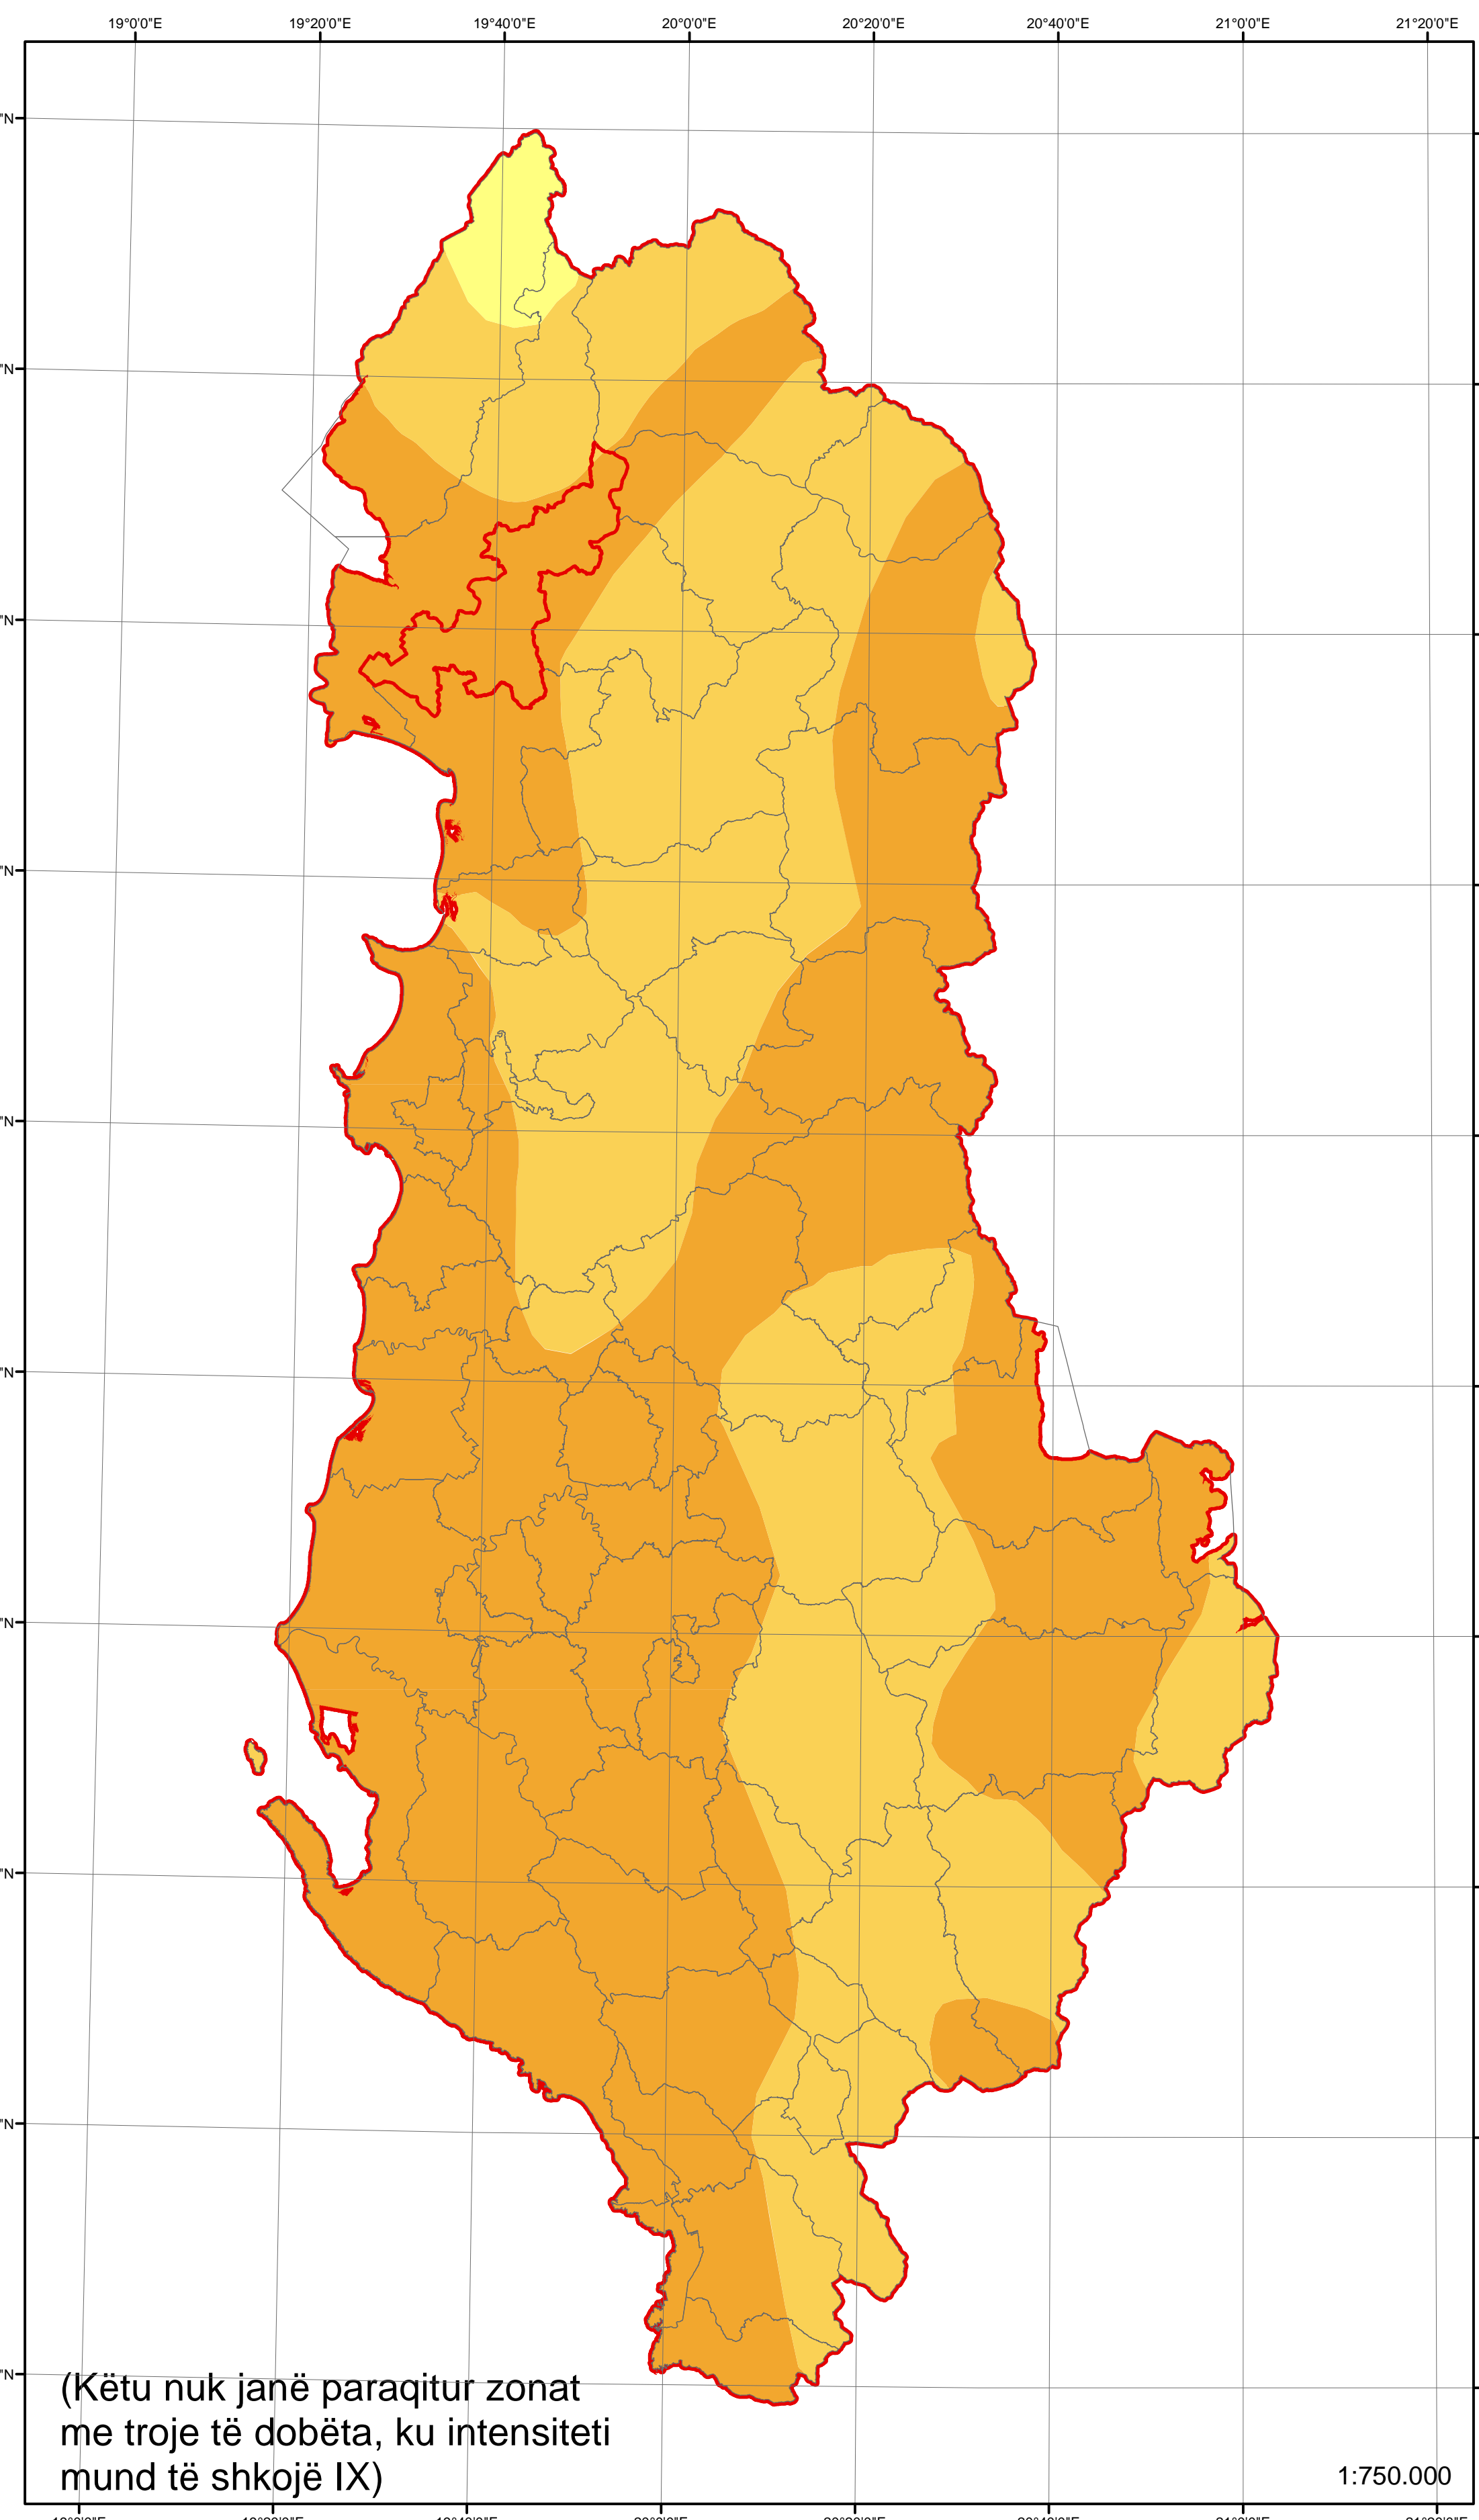 19°0'0"E 19°20'0"E 19°40'0"E 20°0'0"E 20°20'0"E 20°40'0"E 21°0'0"E 21°20'0"E
"N
"N
"N
"N
"N
"N
"N
"N
"N
"N
(Këtu nuk janë paraqitur zonat
me troje të dobëta, ku intensiteti
mund të shkojë IX)
1:750.000